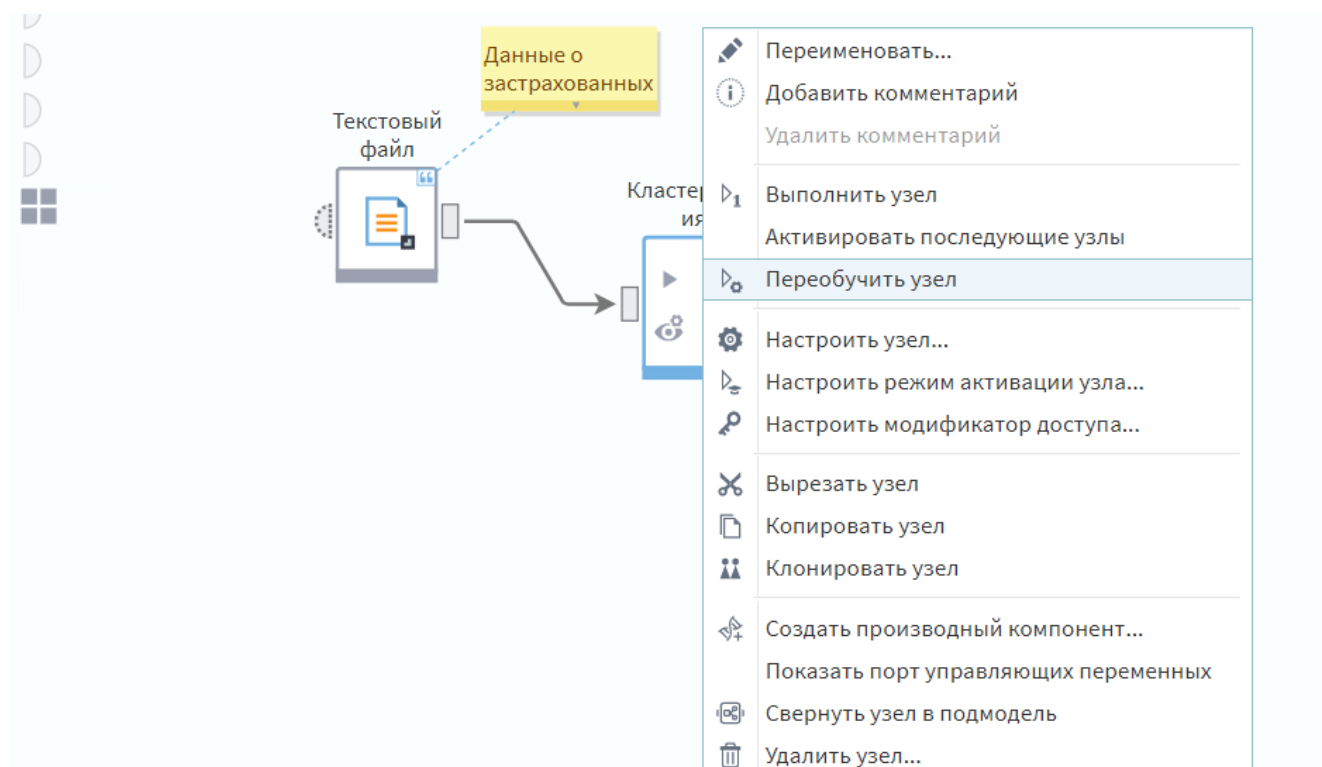 Данные о
застрахованных
Текстовый
файл
Кластер
ия
Переименовать...
Добавить комментарий
Удалить комментарий
1
Выполнить узел
Активировать последующие узлы
Переобучить узел
Настроить узел...
Настроить режим активации узла...
Настроить модификатор доступа...
Вырезать узел
Копировать узел
Клонировать узел
Создать производный компонент...
Показать порт управляющих переменных
Свернуть узел в подмодель
Удалить узел...